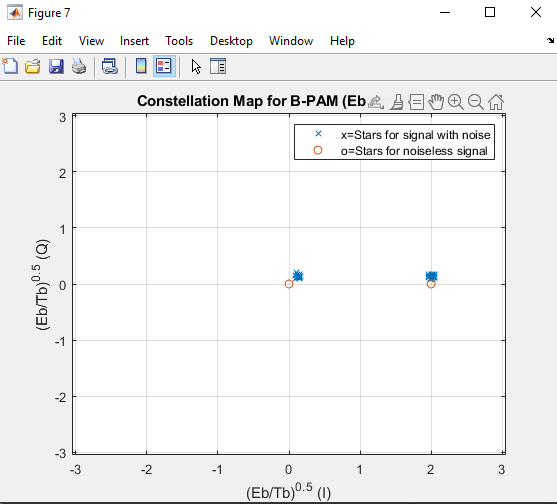 Figure 7
File Edit View Insert Tools Desktop Window Help
Constellation Map for B-PAM (Eb
x=Stars for signal with noise
o=Stars for noiseless signal
3
2
1
0
-1
-2
-3
(Eb/Tb)^0.5 (Q)
-3 -2 -1 0 1 2 3
(Eb/Tb)^0.5 (I)